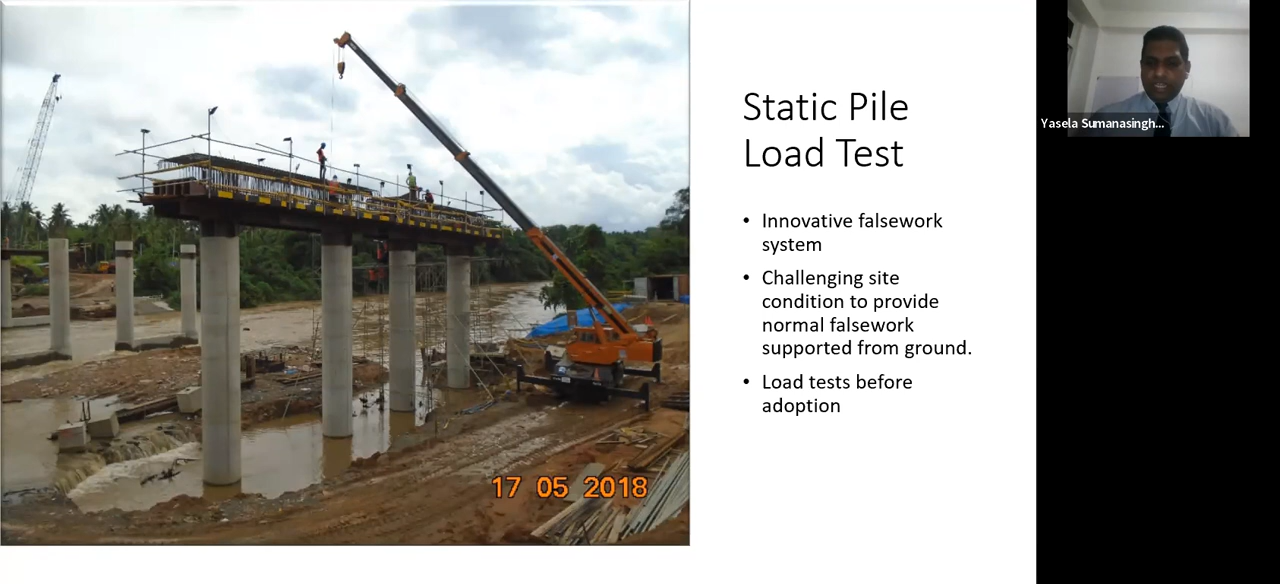 Static Pile
Load Test
• Innovative falsework
system
• Challenging site
condition to provide
normal falsework
supported from ground.
• Load tests before
adoption
17 05 2018
Yasela Sumanasingh...